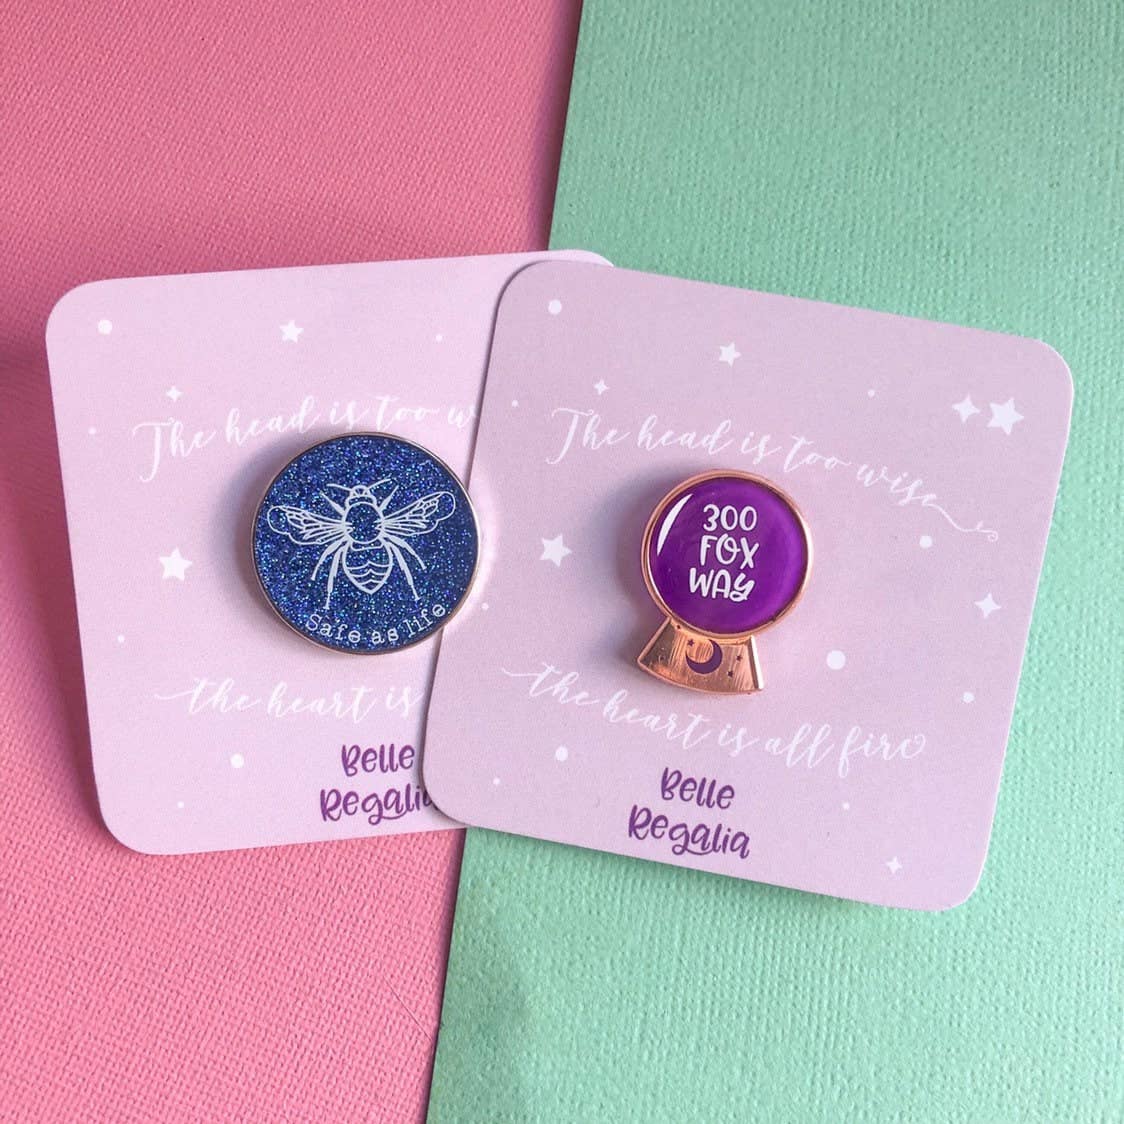 The head is too w
Safe as life
the heart is
Belle
Regalia
The head is too wise
300
FOX
WAY
the heart is all fire
Belle
Regalia